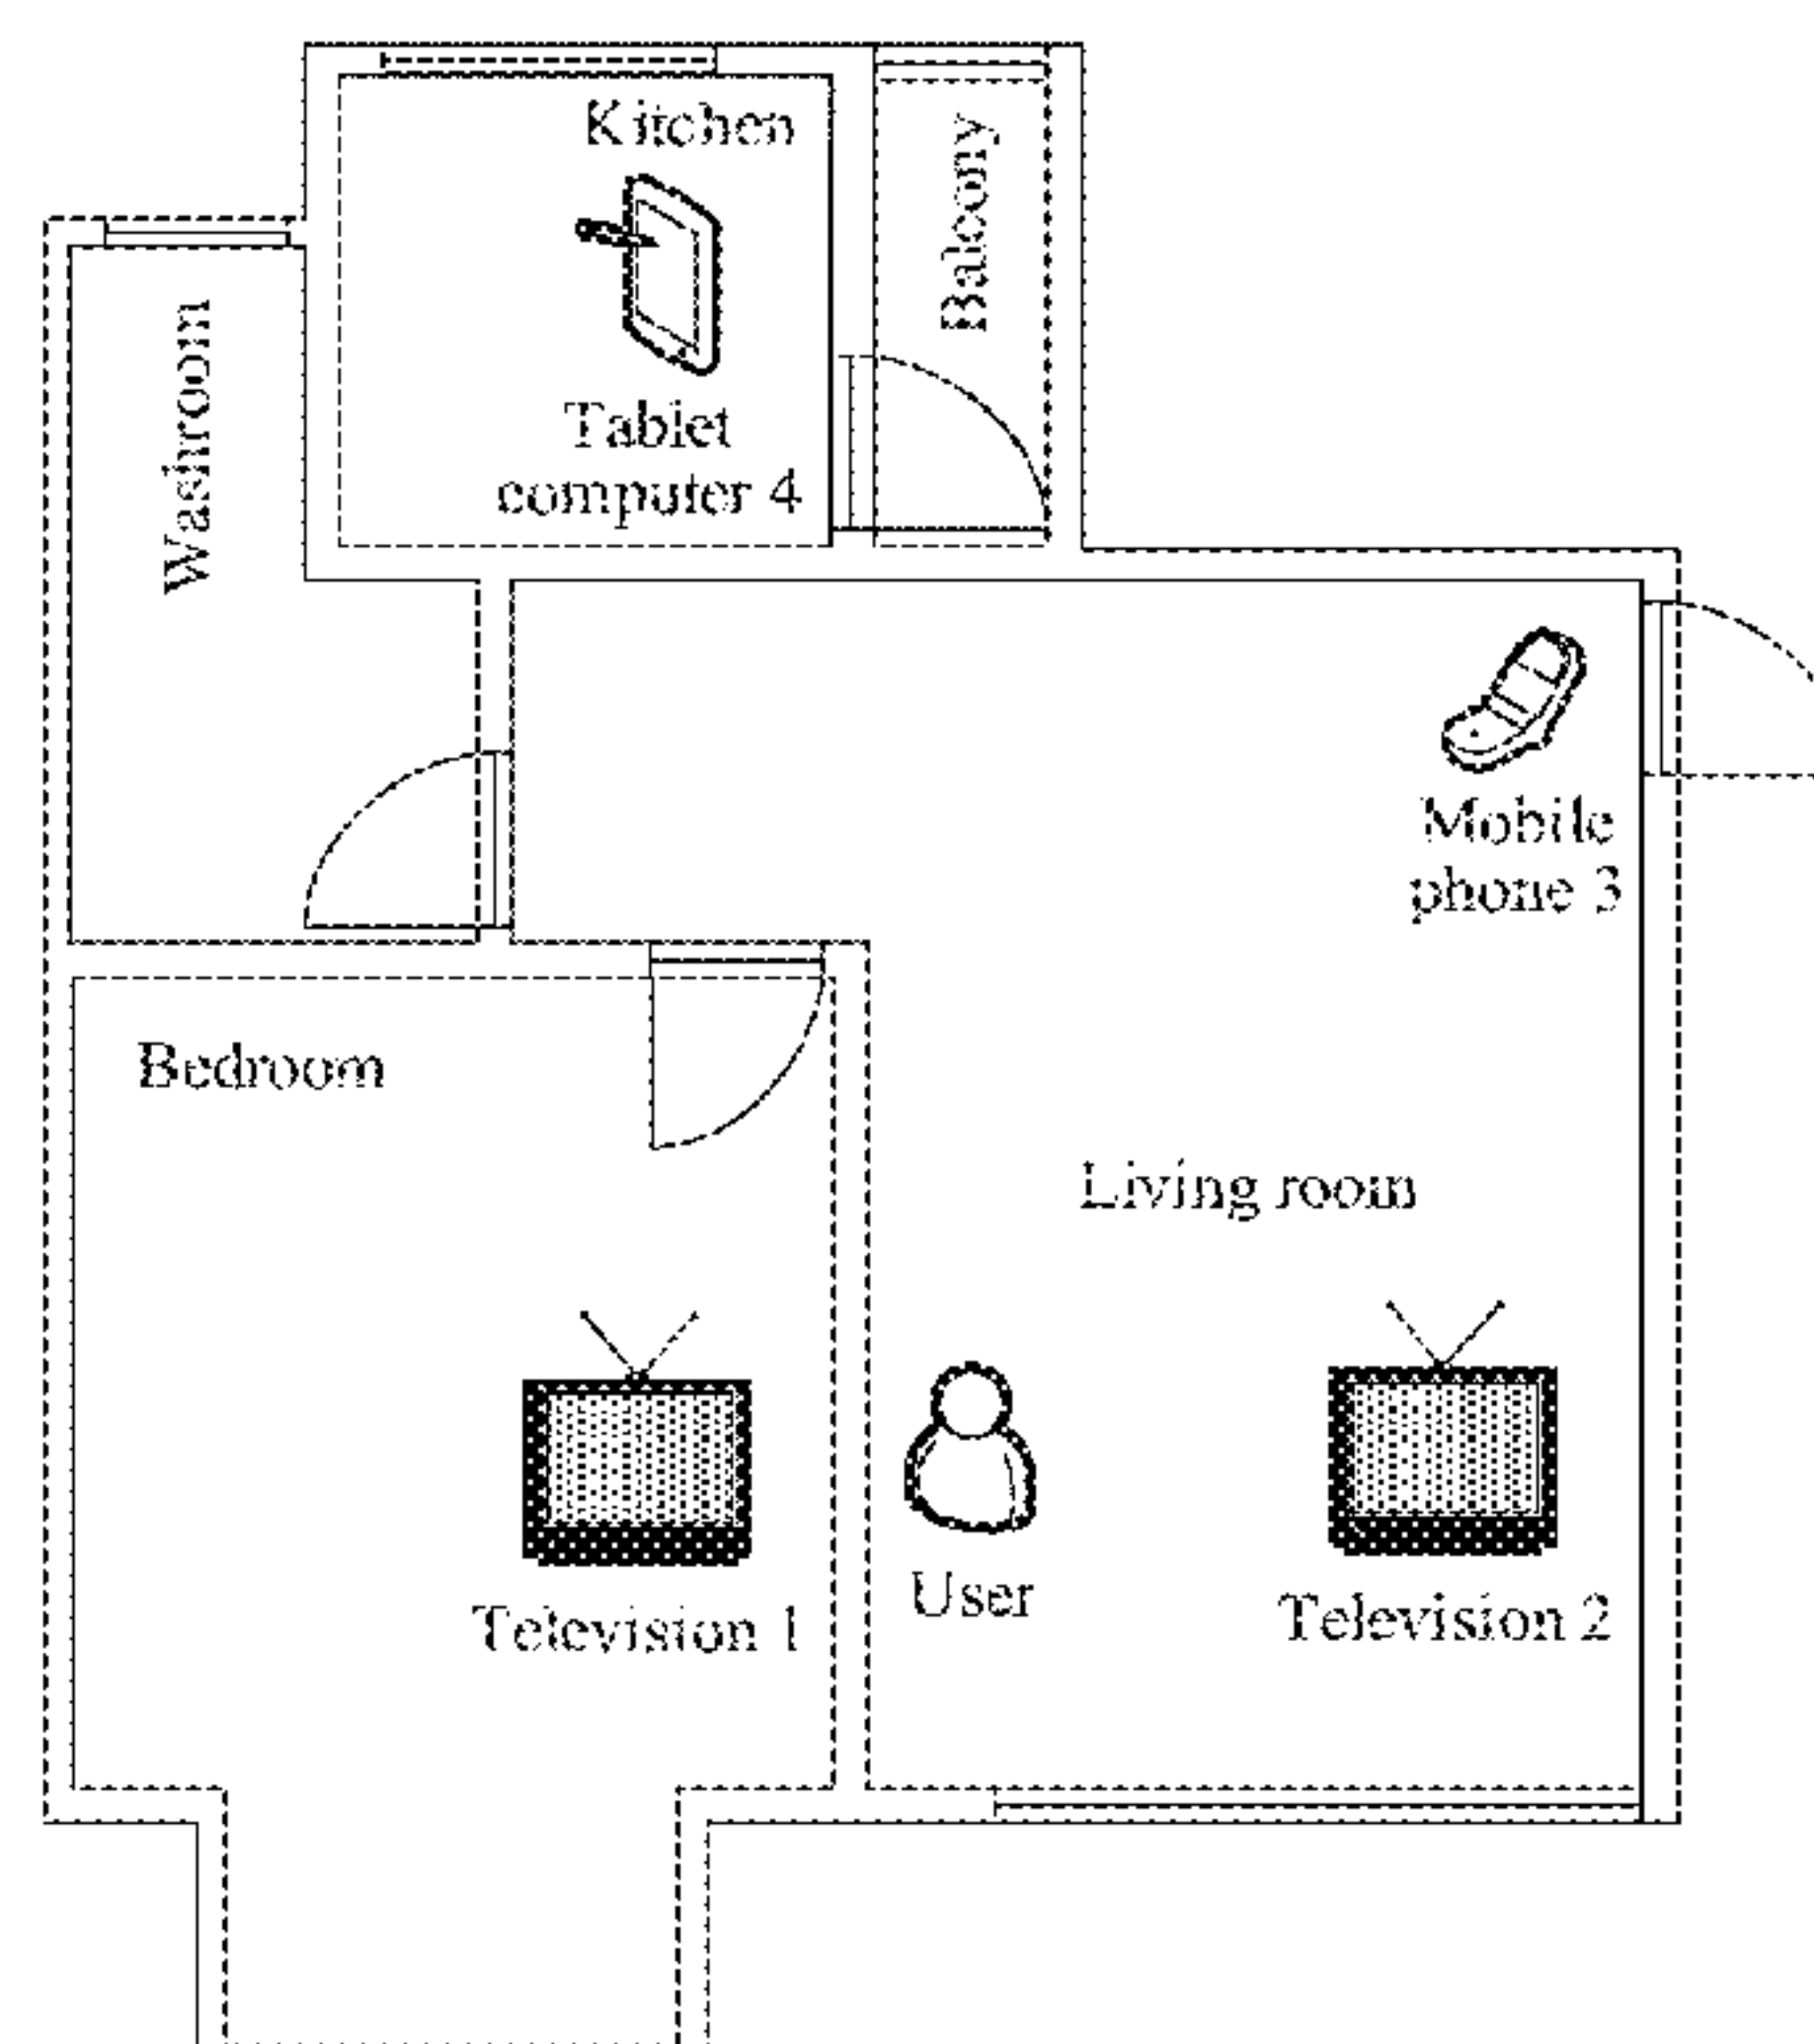 Kitchen
Balcony
Washroom
Tablet
computer 4
Mobile
phone 3
Bedroom
Living room
User
Television 1
Television 2